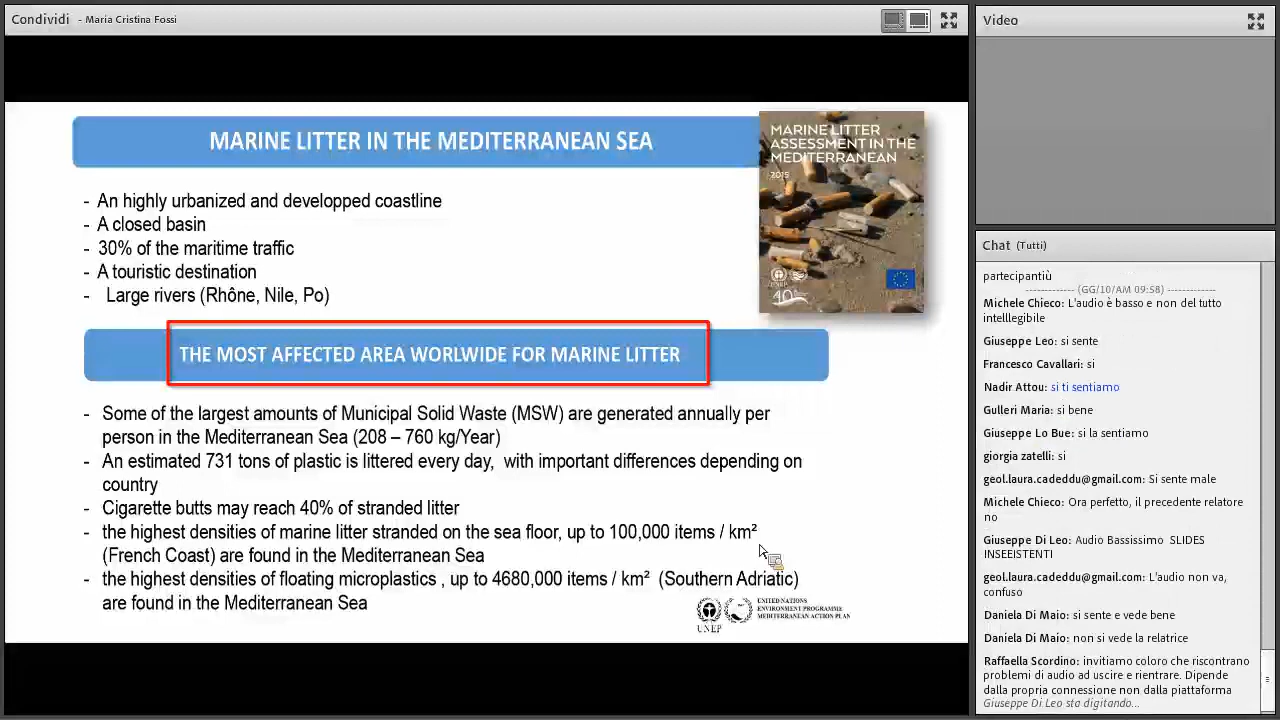 Condividi - Maria Cristina Fossi
MARINE LITTER IN THE MEDITERRANEAN SEA
- An highly urbanized and developped coastline
- A closed basin
- 30% of the maritime traffic
- A touristic destination
- Large rivers (Rhône, Nile, Po)
MARINE LITTER
ASSESSMENT IN THE
MEDITERRANEAN
2015
UNEP
40
THE MOST AFFECTED AREA WORLWIDE FOR MARINE LITTER
- Some of the largest amounts of Municipal Solid Waste (MSW) are generated annually per
person in the Mediterranean Sea (208 – 760 kg/Year)
- An estimated 731 tons of plastic is littered every day, with important differences depending on
country
- Cigarette butts may reach 40% of stranded litter
- the highest densities of marine litter stranded on the sea floor, up to 100,000 items / km²
(French Coast) are found in the Mediterranean Sea
- the highest densities of floating microplastics , up to 4680,000 items / km² (Southern Adriatic)
are found in the Mediterranean Sea
UNEP
UNITED NATIONS
ENVIRONMENT PROGRAMME
MEDITERRANEAN ACTION PLAN
Video
Chat (Tutti)
partecipantiù
------------- (GG/10/AM 09:58) -------------
Michele Chieco: L'audio è basso e non del tutto
intelllegibile
Giuseppe Leo: si sente
Francesco Cavallari: si
Nadir Attou: si ti sentiamo
Gulleri Maria: si bene
Giuseppe Lo Bue: si la sentiamo
giorgia zatelli: si
geol.laura.cadeddu@gmail.com: Si sente male
Michele Chieco: Ora perfetto, il precedente relatore
no
Giuseppe Di Leo: Audio Bassissimo SLIDES
INSEEISTENTI
geol.laura.cadeddu@gmail.com: L'audio non va,
confuso
Daniela Di Maio: si sente e vede bene
Daniela Di Maio: non si vede la relatrice
Raffaella Scordino: invitiamo coloro che riscontrano
problemi di audio ad uscire e rientrare. Dipende
dalla propria connessione non dalla piattaforma
Giuseppe Di Leo sta digitando...